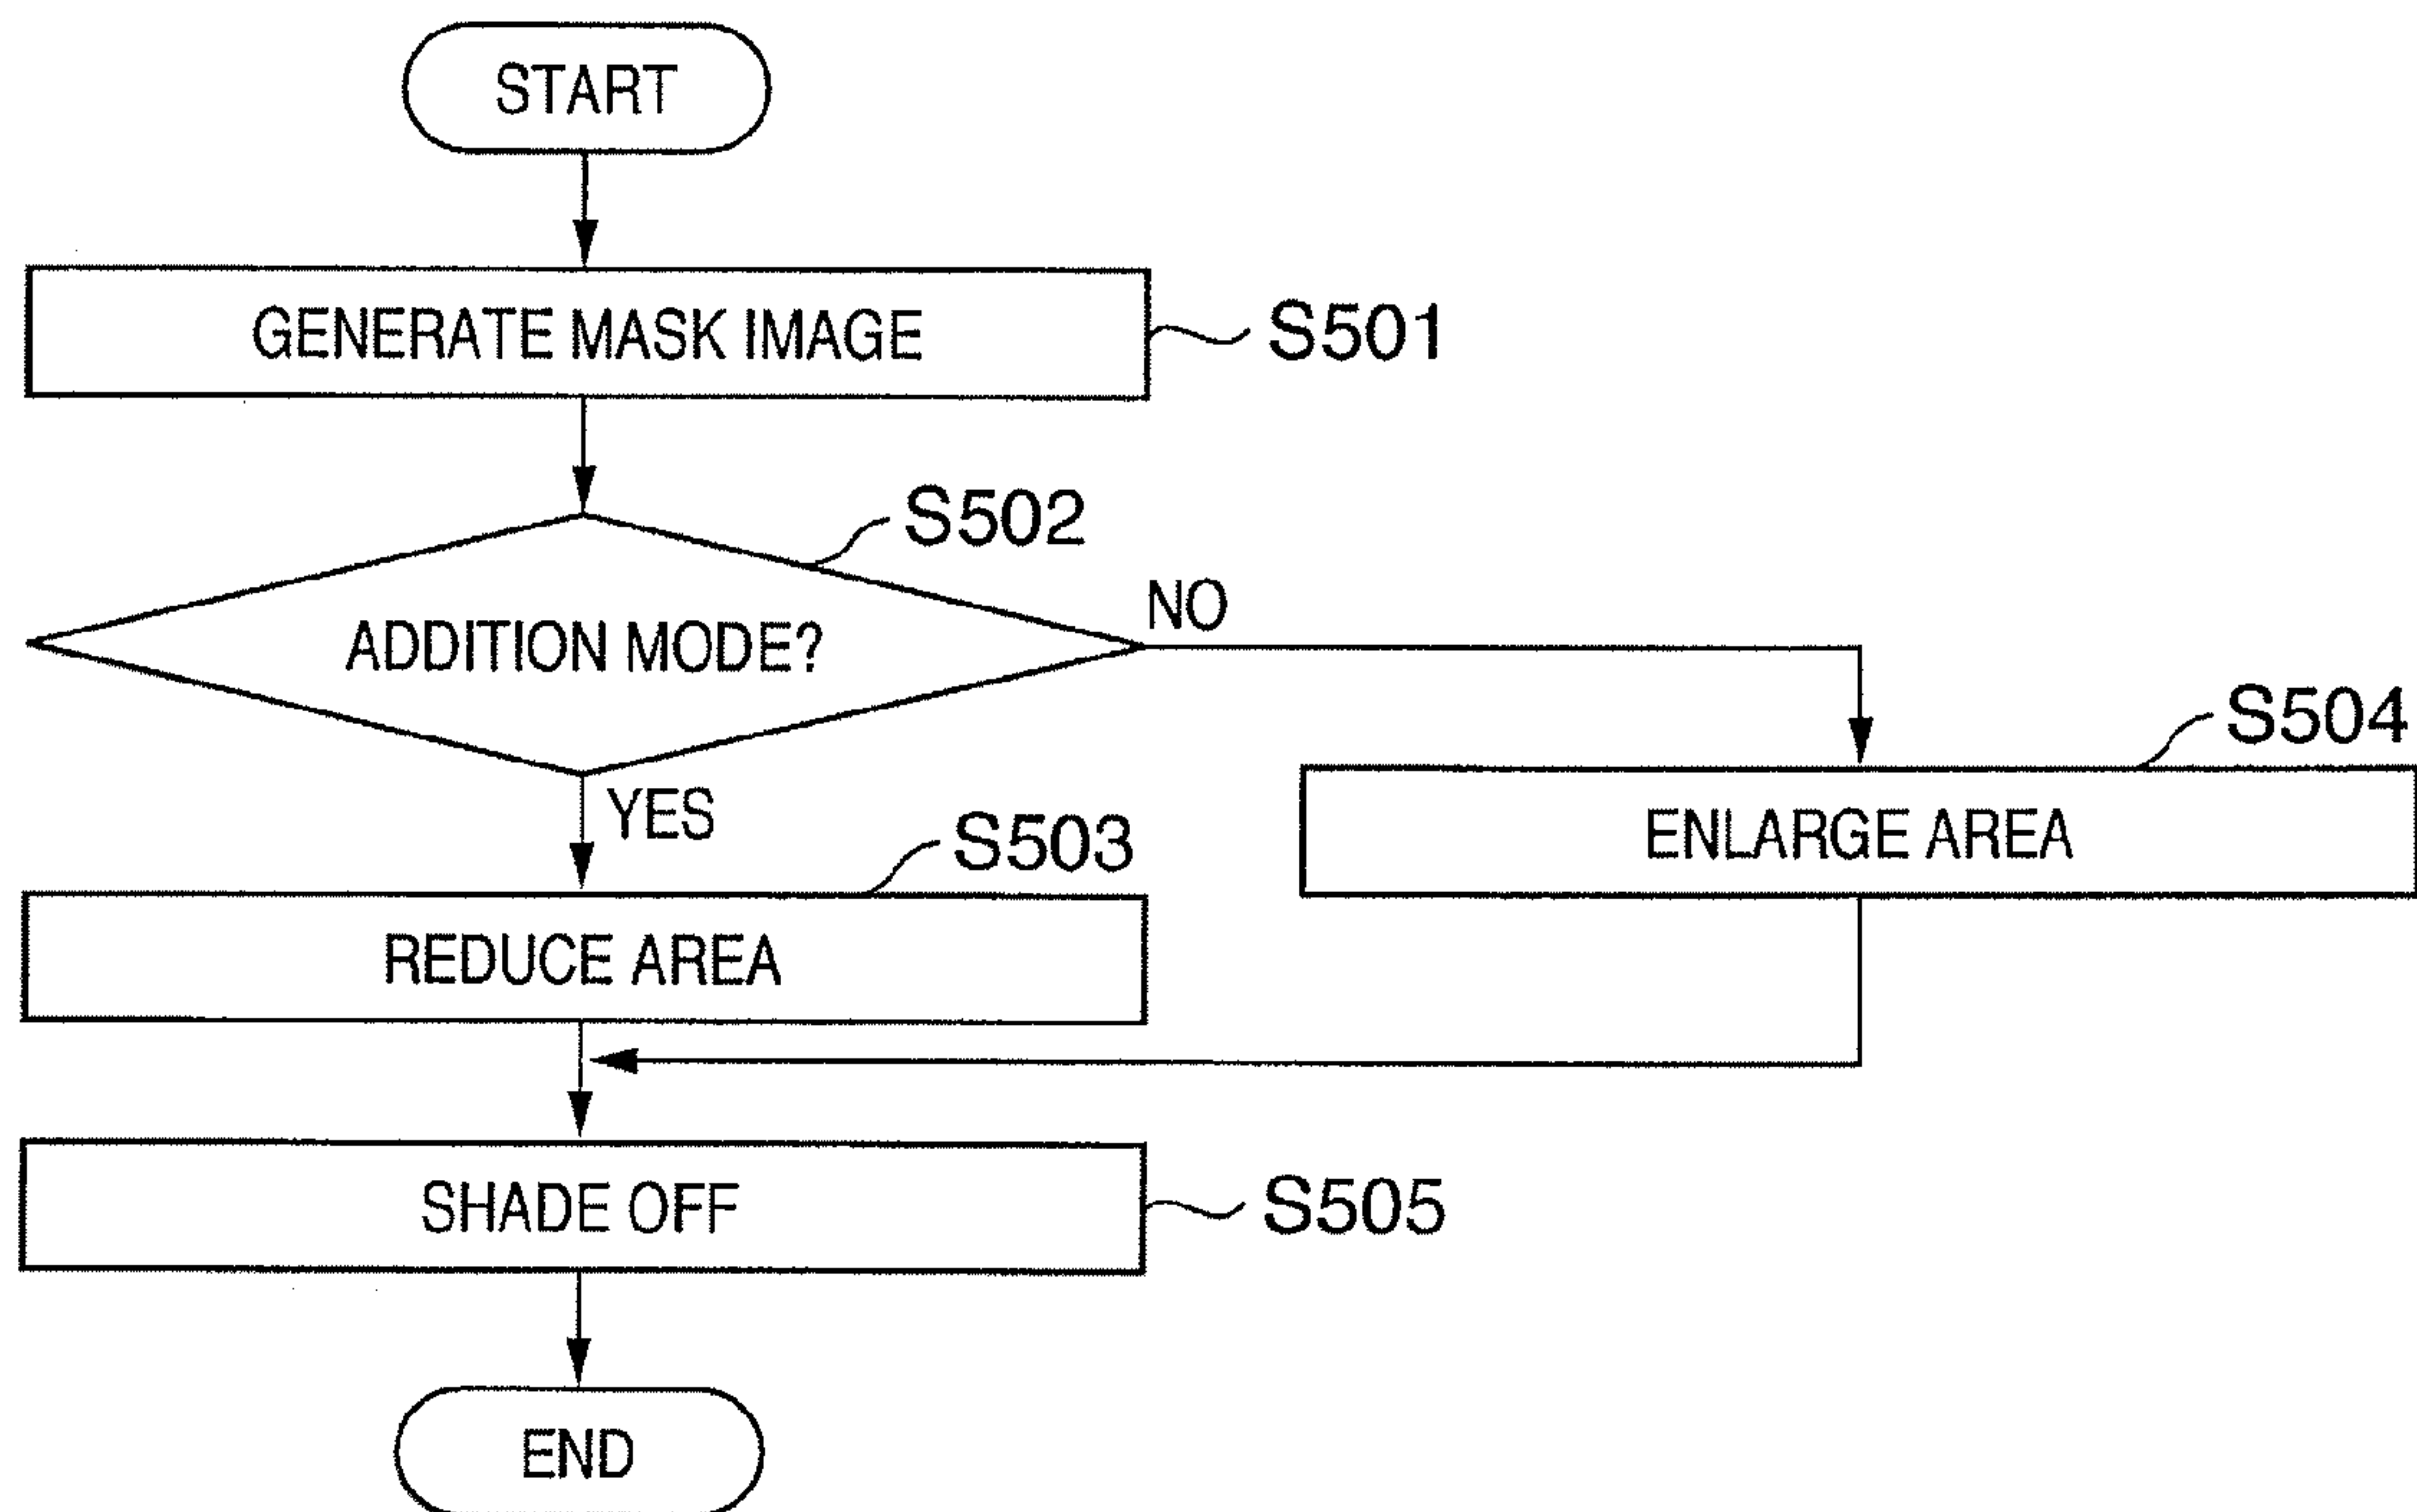 START
GENERATE MASK IMAGE
S501
S502
ADDITION MODE?
NO
YES
S504
ENLARGE AREA
S503
REDUCE AREA
SHADE OFF
S505
END